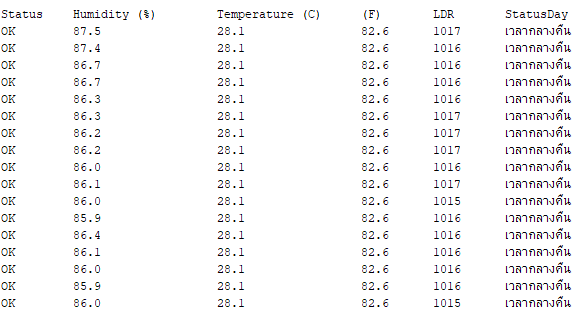 Status Humidity (%) Temperature (C) (F) LDR StatusDay
OK 87.5 28.1 82.6 1017 เวลากลางคืน
OK 87.4 28.1 82.6 1016 เวลากลางคืน
OK 86.7 28.1 82.6 1016 เวลากลางคืน
OK 86.7 28.1 82.6 1016 เวลากลางคืน
OK 86.3 28.1 82.6 1016 เวลากลางคืน
OK 86.3 28.1 82.6 1017 เวลากลางคืน
OK 86.2 28.1 82.6 1017 เวลากลางคืน
OK 86.2 28.1 82.6 1017 เวลากลางคืน
OK 86.0 28.1 82.6 1016 เวลากลางคืน
OK 86.1 28.1 82.6 1017 เวลากลางคืน
OK 86.0 28.1 82.6 1015 เวลากลางคืน
OK 85.9 28.1 82.6 1016 เวลากลางคืน
OK 86.4 28.1 82.6 1016 เวลากลางคืน
OK 86.1 28.1 82.6 1016 เวลากลางคืน
OK 86.0 28.1 82.6 1016 เวลากลางคืน
OK 85.9 28.1 82.6 1016 เวลากลางคืน
OK 86.0 28.1 82.6 1015 เวลากลางคืน